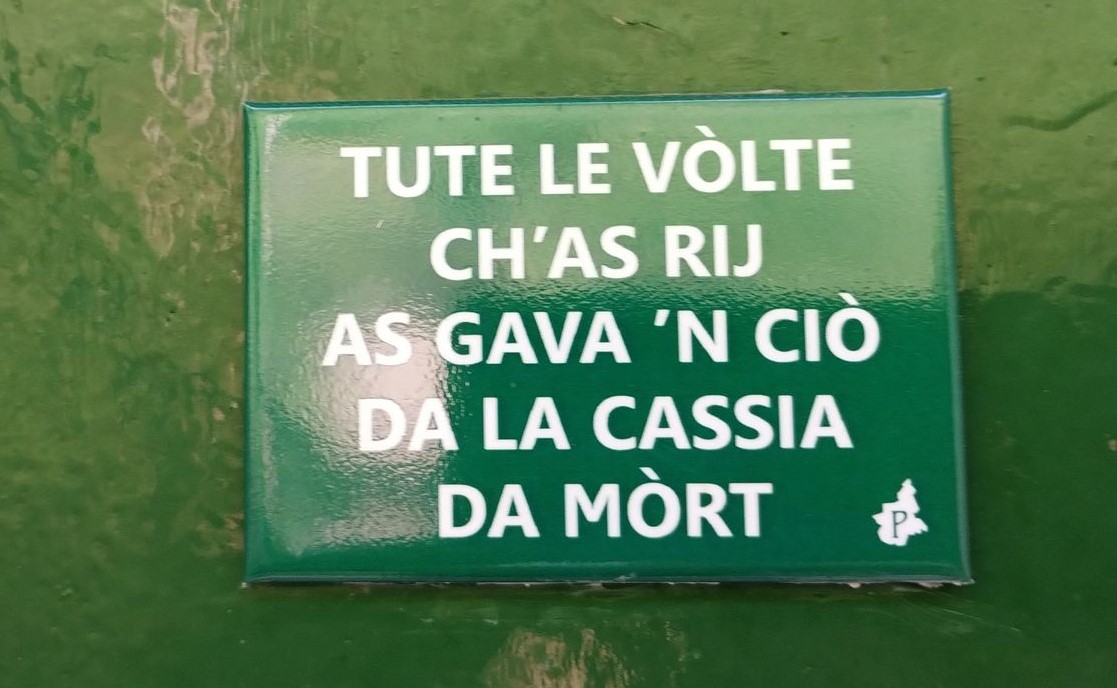 TUTE LE VÒLTE
CH'AS RIJ
AS GAVA 'N CIÒ
DA LA CASSIA
DA MÒRT
P